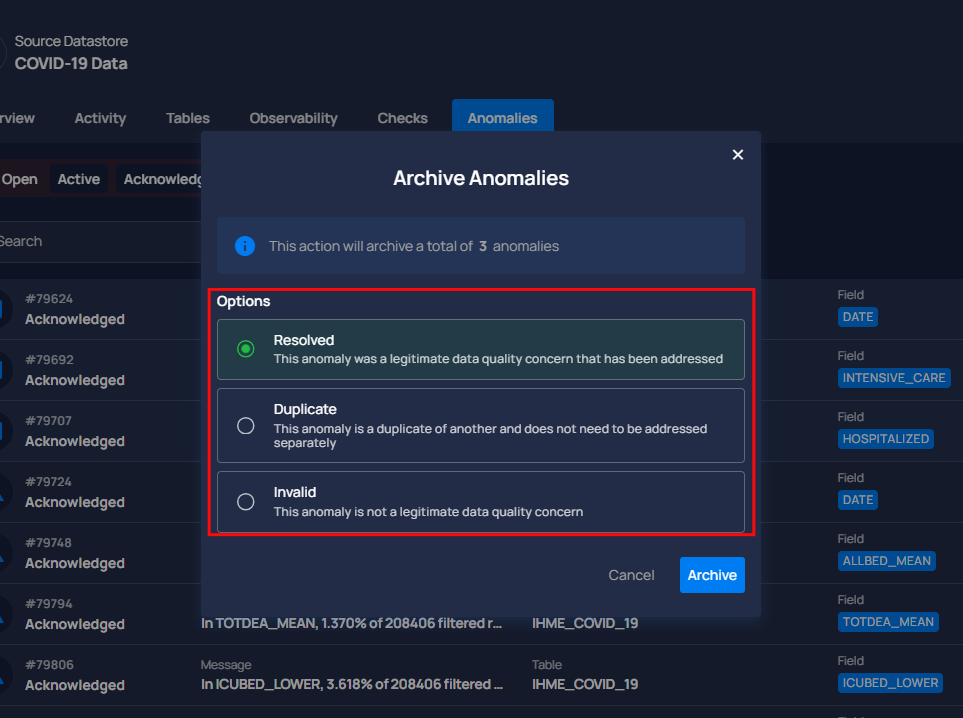 Source Datastore
COVID-19 Data
rview Activity Tables Observability Checks Anomalies
Open Active Acknowledg
Search
Archive Anomalies
This action will archive a total of 3 anomalies
Options
Resolved
This anomaly was a legitimate data quality concern that has been addressed
Duplicate
This anomaly is a duplicate of another and does not need to be addressed
separately
Invalid
This anomaly is not a legitimate data quality concern
Cancel Archive
#79624 Field
Acknowledged DATE
#79692 Field
Acknowledged INTENSIVE_CARE
#79707 Field
Acknowledged HOSPITALIZED
#79724 Field
Acknowledged DATE
#79748 Field
Acknowledged ALLBED_MEAN
#79794 Field
Acknowledged In TOTDEA_MEAN, 1.370% of 208406 filtered r... IHME_COVID_19 TOTDEA_MEAN
#79806 Message Table Field
Acknowledged In ICUBED_LOWER, 3.618% of 208406 filtered ... IHME_COVID_19 ICUBED_LOWER